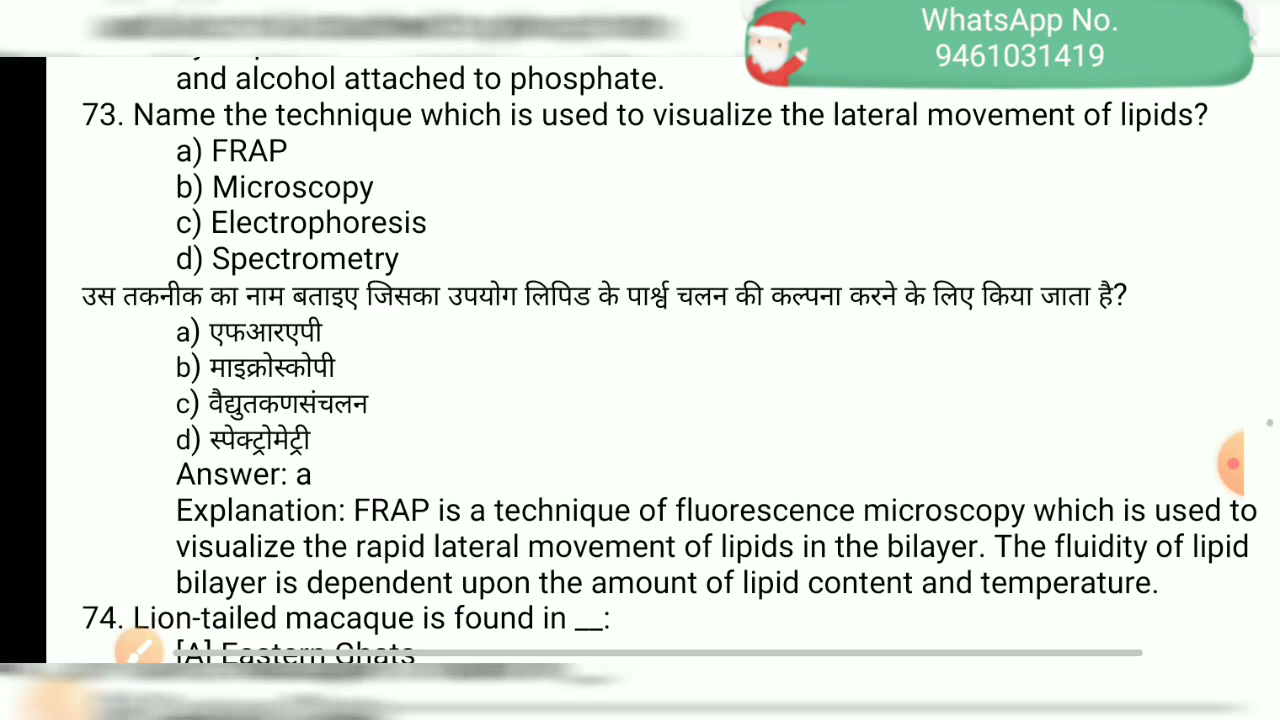 WhatsApp No.
9461031419
and alcohol attached to phosphate.
73. Name the technique which is used to visualize the lateral movement of lipids?
a) FRAP
b) Microscopy
c) Electrophoresis
d) Spectrometry
उस तकनीक का नाम बताइए जिसका उपयोग लिपिड के पार्श्व चलन की कल्पना करने के लिए किया जाता है?
a) एफआरएपी
b) माइक्रोस्कोपी
c) वैद्युतकणसंचलन
d) स्पेक्ट्रोमेट्री
Answer: a
Explanation: FRAP is a technique of fluorescence microscopy which is used to
visualize the rapid lateral movement of lipids in the bilayer. The fluidity of lipid
bilayer is dependent upon the amount of lipid content and temperature.
74. Lion-tailed macaque is found in __:
[A] Eastern Ghats